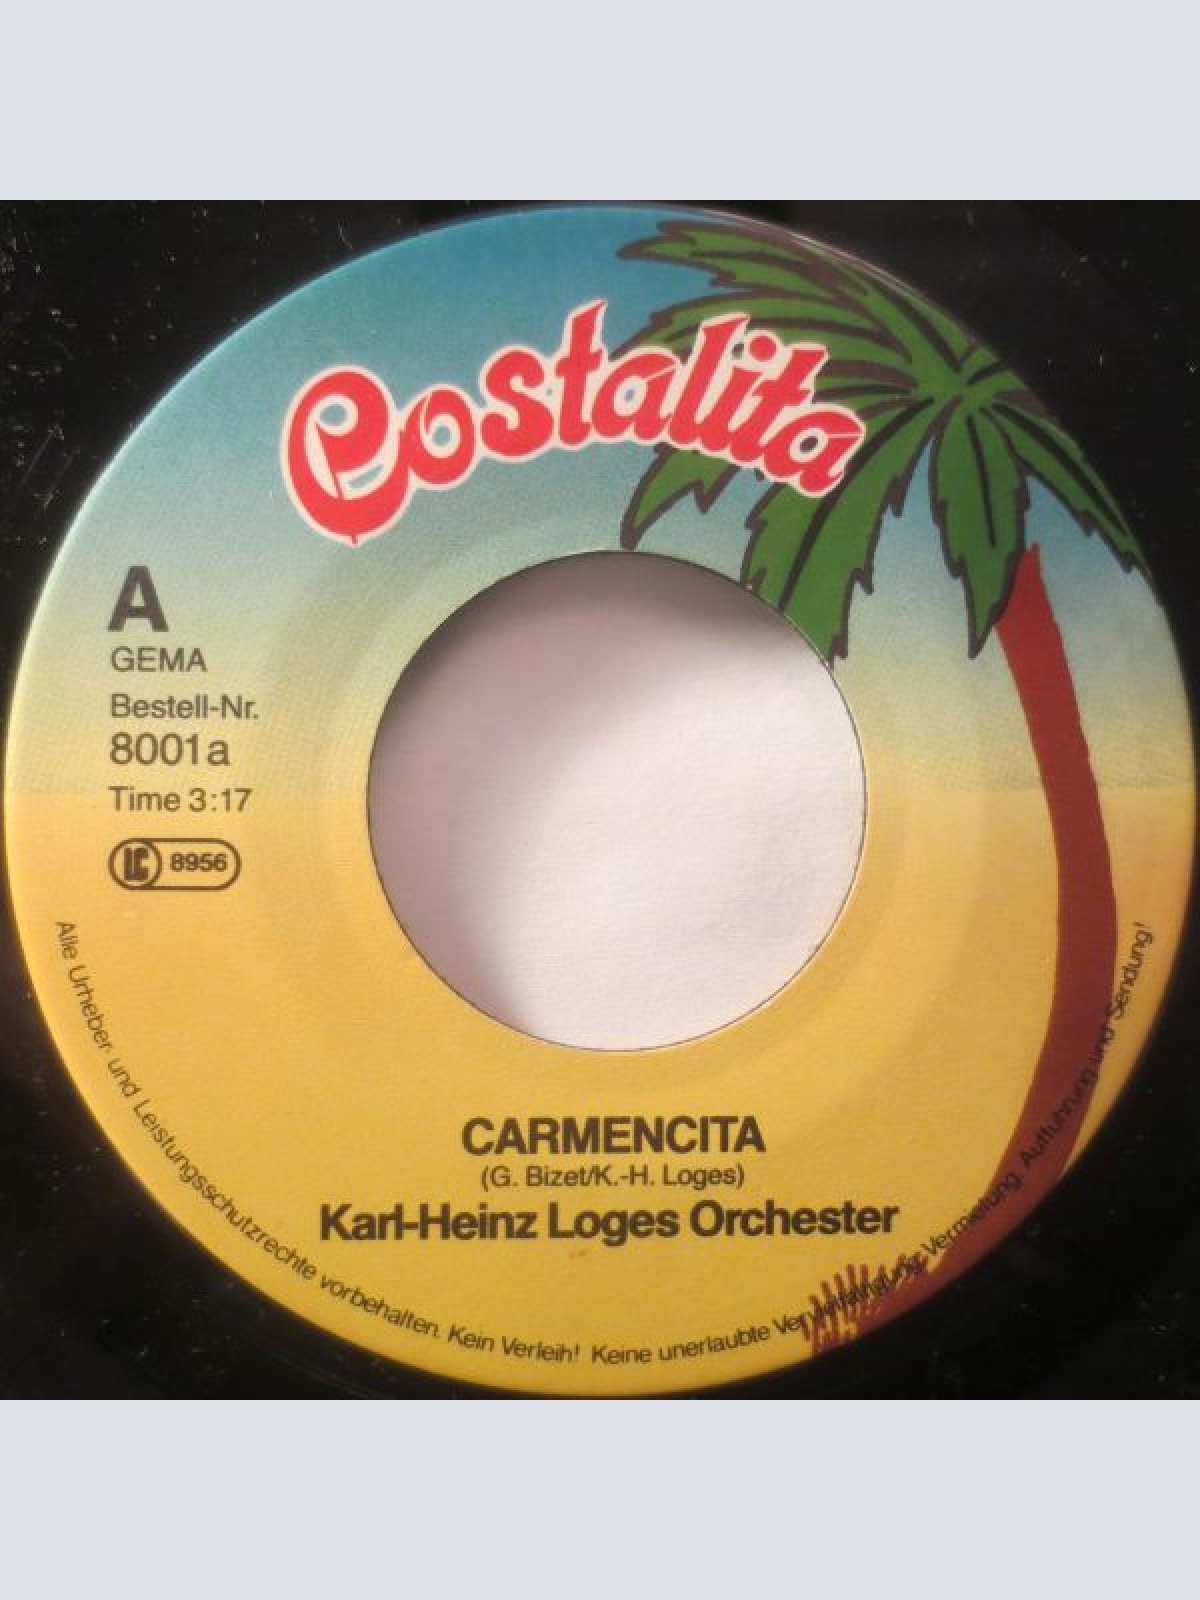 Costalita
A
GEMA
Bestell-Nr.
8001a
Time 3:17
LC 8956
CARMENCITA
(G. Bizet/K.-H. Loges)
Karl-Heinz Loges Orchester
Alle Urheber- und Leistungsschutzrechte vorbehalten. Kein Verleih! Keine unerlaubte Vervielfältigung, Vermietung, Aufführung und Sendung!